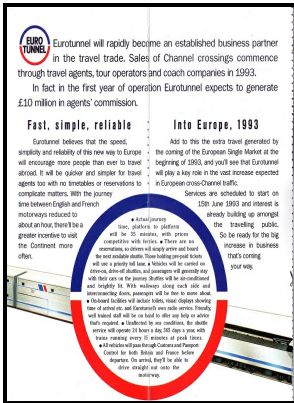 EURO
TUNNEL
Eurotunnel will rapidly become an established business partner
in the travel trade. Sales of Channel crossings commence
through travel agents, tour operators and coach companies in 1993.
In fact in the first year of operation Eurotunnel expects to generate
£10 million in agents' commission.
Fast, simple, reliable
Eurotunnel believes that the speed,
simplicity and reliability of this new way to Europe
will encourage more people than ever to travel
abroad. It will be quicker and simpler for travel
agents too with no timetables or reservations to
complicate matters. With the journey
time between English and French
motorways reduced to
about an hour, there'll be a
greater incentive to visit
the Continent more
often.
Into Europe, 1993
Add to this the extra travel generated by
the coming of the European Single Market at the
beginning of 1993, and you'll see that Eurotunnel
will play a key role in the vast increase expected
in European cross-Channel traffic.
Services are scheduled to start on
15th June 1993 and interest is
already building up amongst
the travelling public.
So be ready for the big
increase in business
that's coming
your way.
● Actual journey
time, platform to platform
will be 35 minutes, with prices
competitive with ferries. ● There are no
reservations, so drivers will simply arrive and board
the next available shuttle. Those holding pre-paid tickets
will use a priority toll lane. ● Vehicles will be carried on
drive-on, drive-off shuttles, and passengers will generally stay
with their cars on the journey. Shuttles will be air-conditioned
and brightly lit. With walkways along each side and
interconnecting doors, passengers will be free to move about.
● On-board facilities will include toilets, visual displays showing
time of arrival etc. and Eurotunnel's own radio service. Friendly,
well trained staff will be on hand to offer any help or advice
that's required. ● Unaffected by sea conditions, the shuttle
service will operate 24 hours a day, 365 days a year, with
trains running every 15 minutes at peak times.
● All vehicles will pass through Customs and Passport
Control for both Britain and France before
departure. On arrival, they'll be able to
drive straight out onto the
motorway.